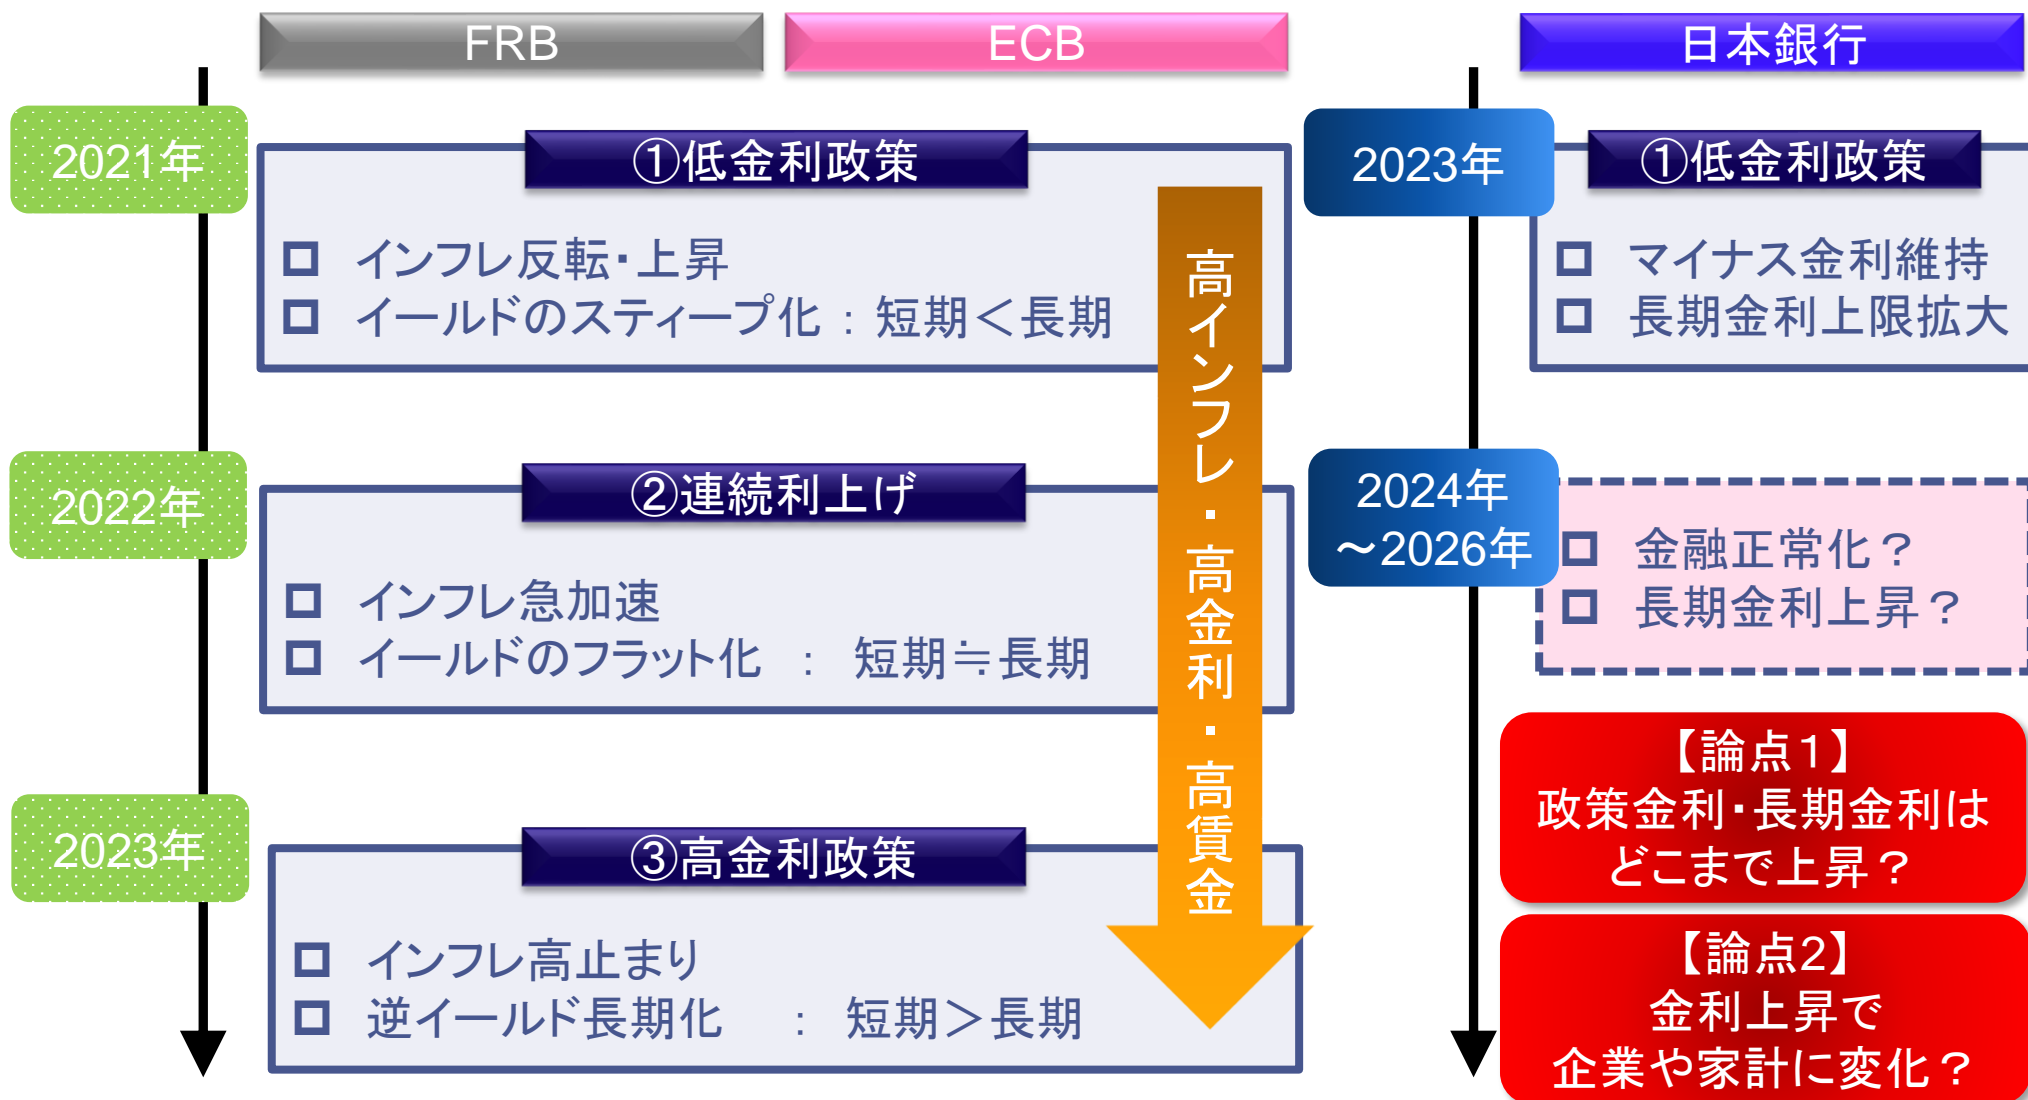 FRB
ECB
2021年
①低金利政策
インフレ反転・上昇
イールドのスティープ化：短期＜長期
2022年
②連続利上げ
インフレ急加速
イールドのフラット化　：　短期≒長期
2023年
③高金利政策
インフレ高止まり
逆イールド長期化　：　短期＞長期
高インフレ・高金利・高賃金
日本銀行
2023年
①低金利政策
マイナス金利維持
長期金利上限拡大
2024年
～2026年
金融正常化？
長期金利上昇？
【論点１】
政策金利・長期金利は
どこまで上昇？
【論点2】
金利上昇で
企業や家計に変化？